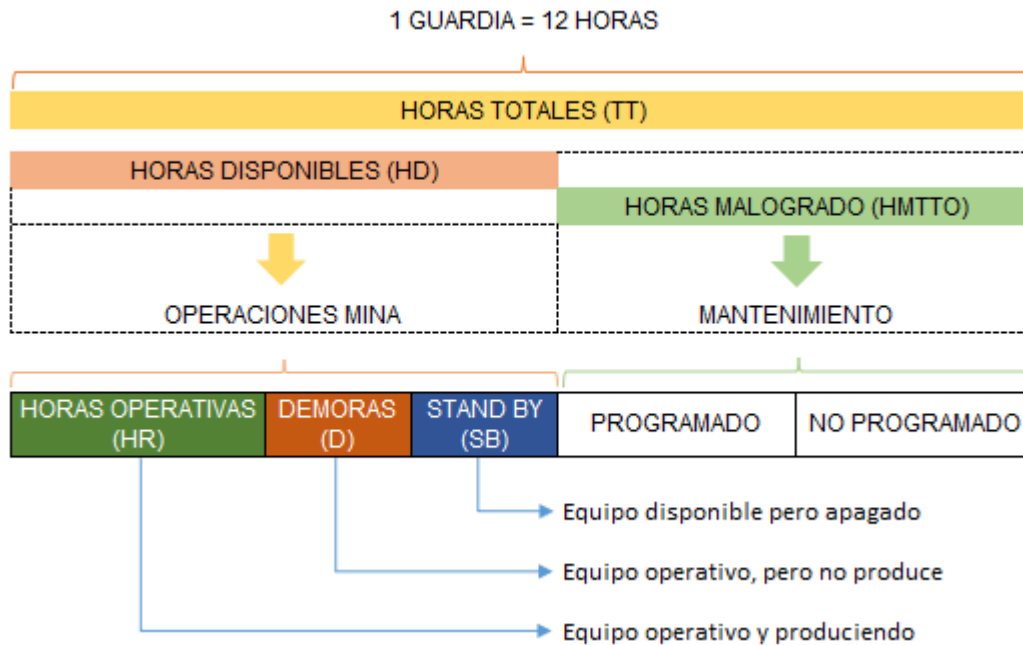 1 GUARDIA = 12 HORAS
HORAS TOTALES (TT)
HORAS DISPONIBLES (HD)
HORAS MALOGRADO (HMTTO)
OPERACIONES MINA
MANTENIMIENTO
HORAS OPERATIVAS
(HR)
DEMORAS
(D)
STAND BY
(SB)
PROGRAMADO
NO PROGRAMADO
Equipo disponible pero apagado
Equipo operativo, pero no produce
Equipo operativo y produciendo